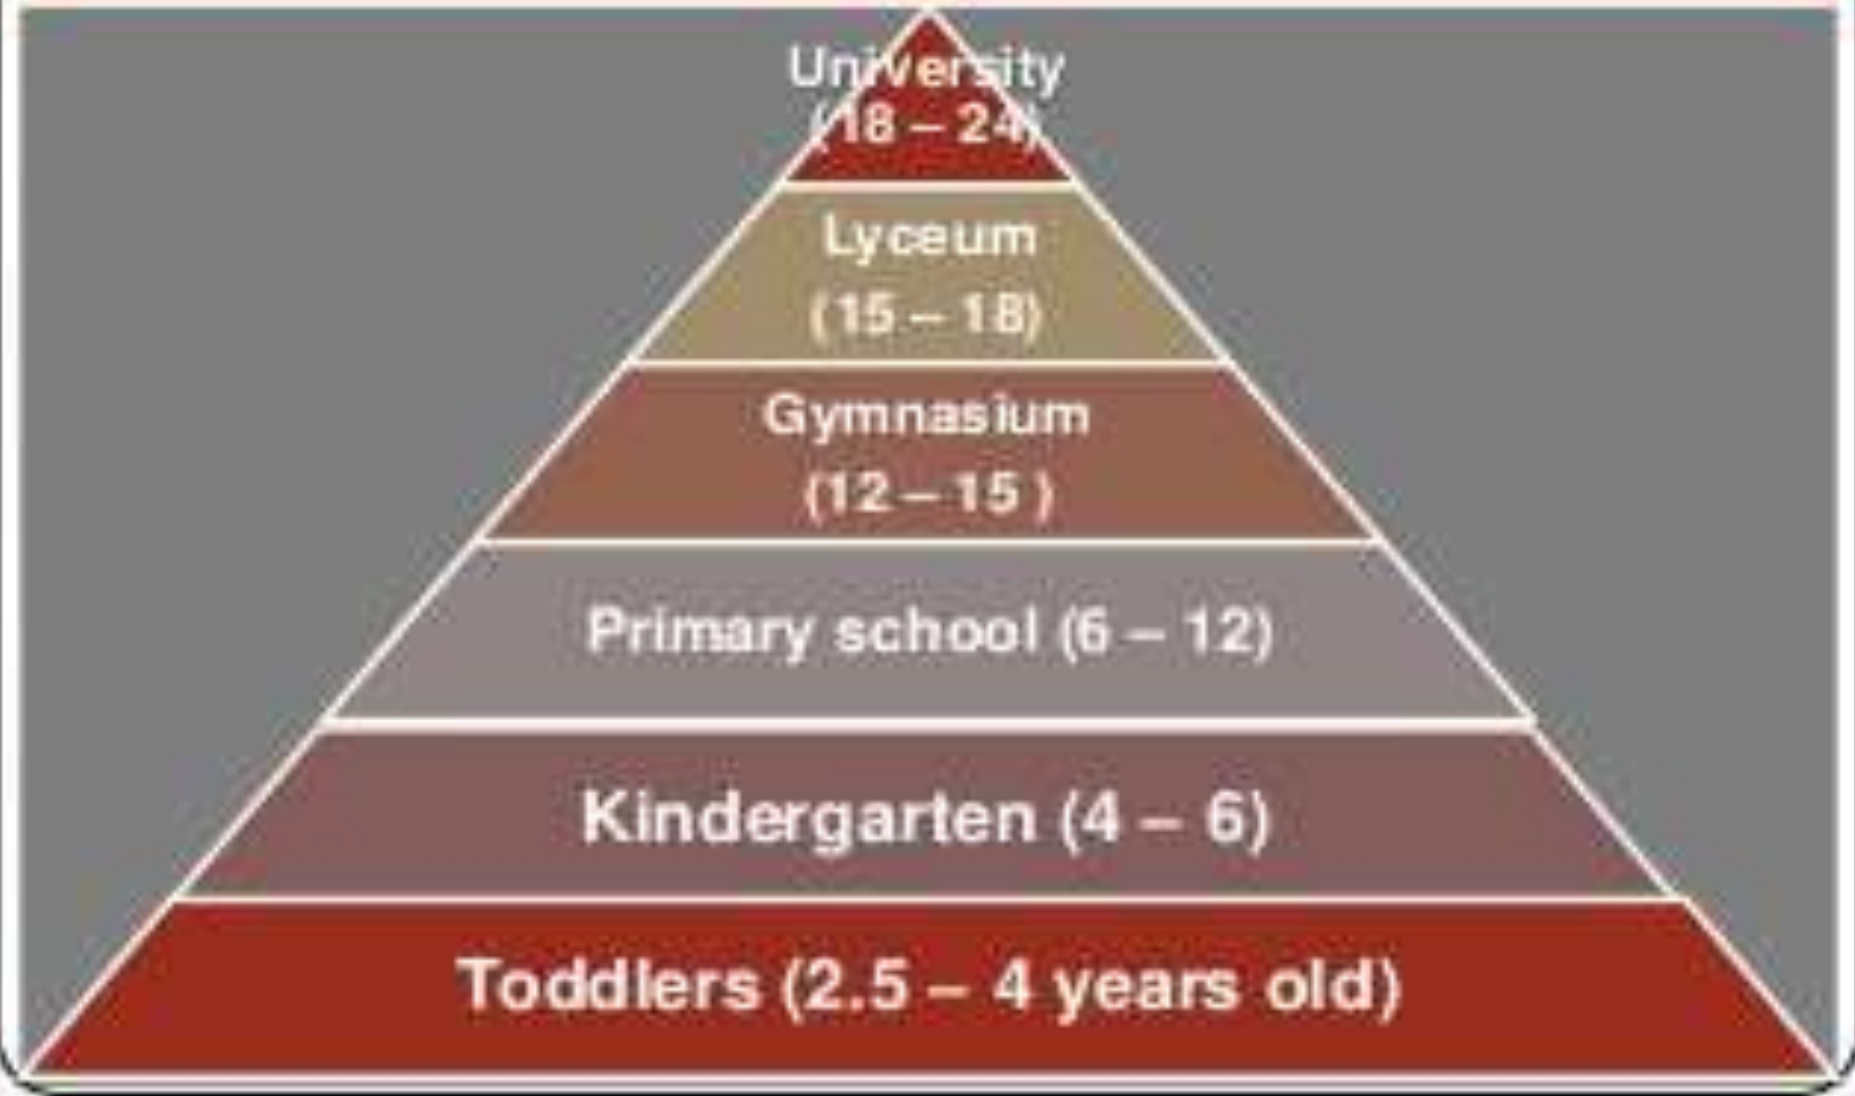 University
(18 – 24)
Lyceum
(15 – 18)
Gymnasium
(12 – 15 )
Primary school (6 – 12)
Kindergarten (4 – 6)
Toddlers (2.5 – 4 years old)